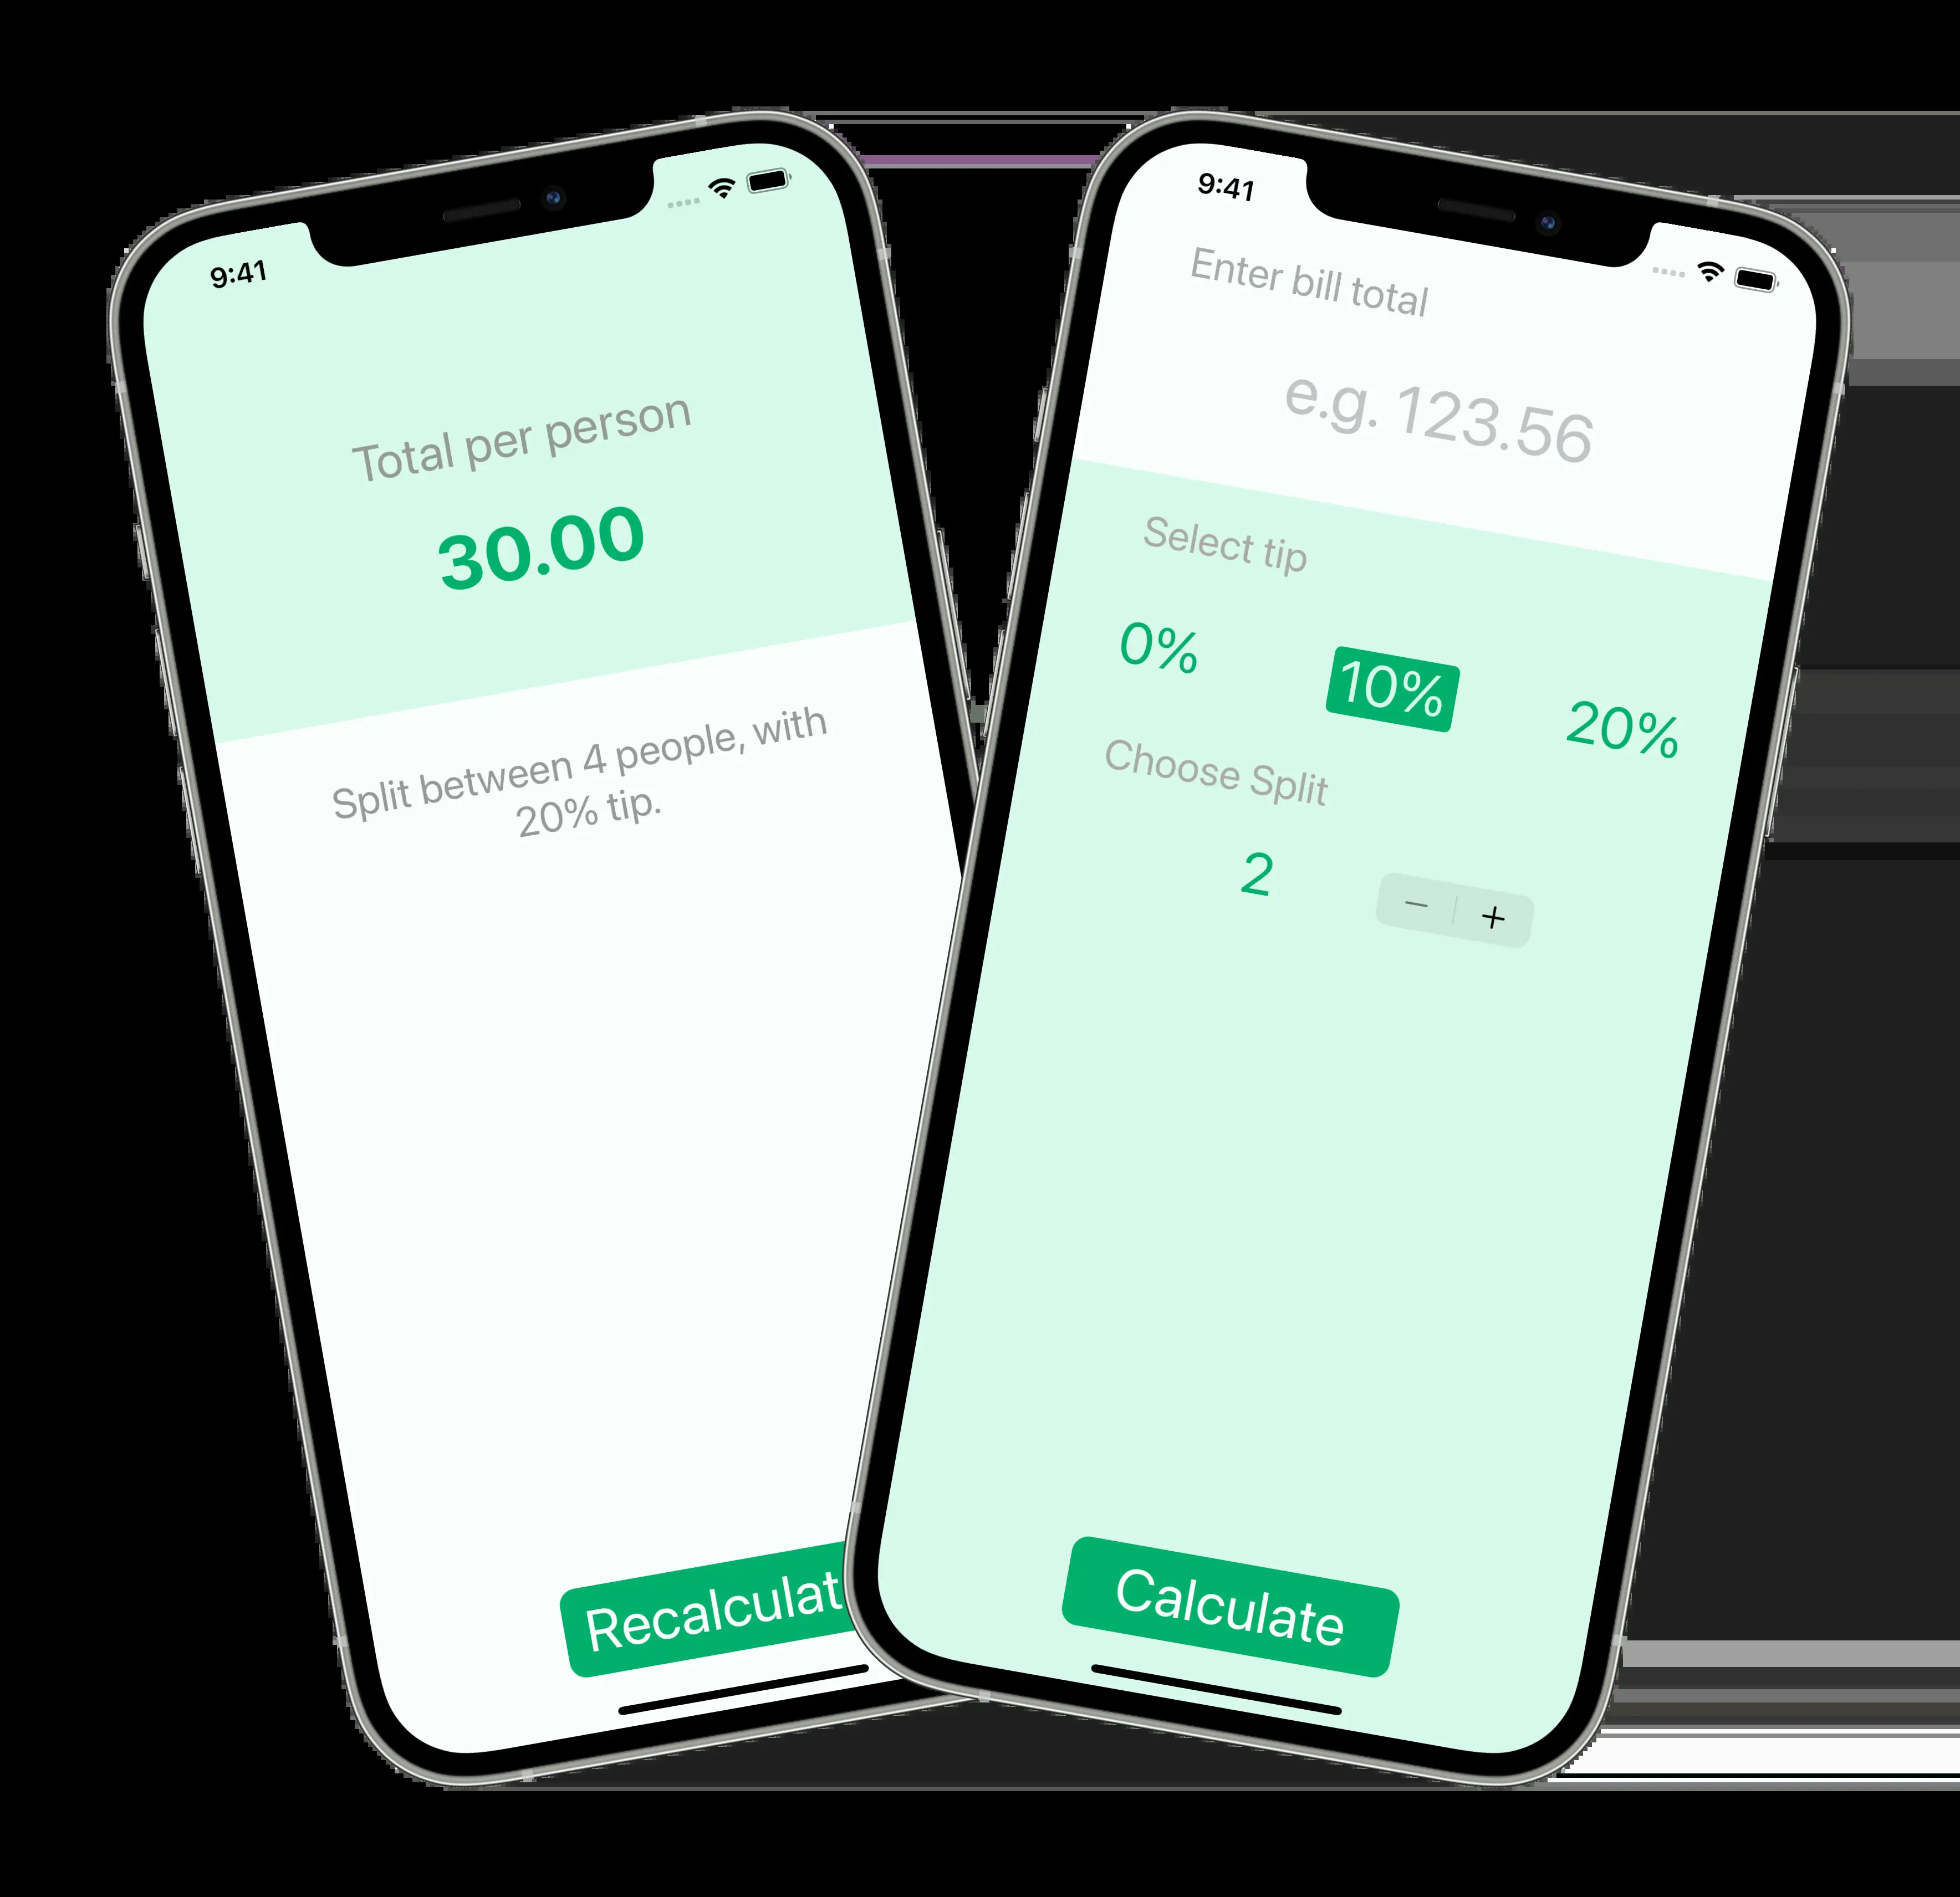 9:41
Total per person
30.00
Split between 4 people, with
20% tip.
Recalculat
9:41
Enter bill total
e.g. 123.56
Select tip
0%
10%
20%
Choose Split
2
− +
Calculate